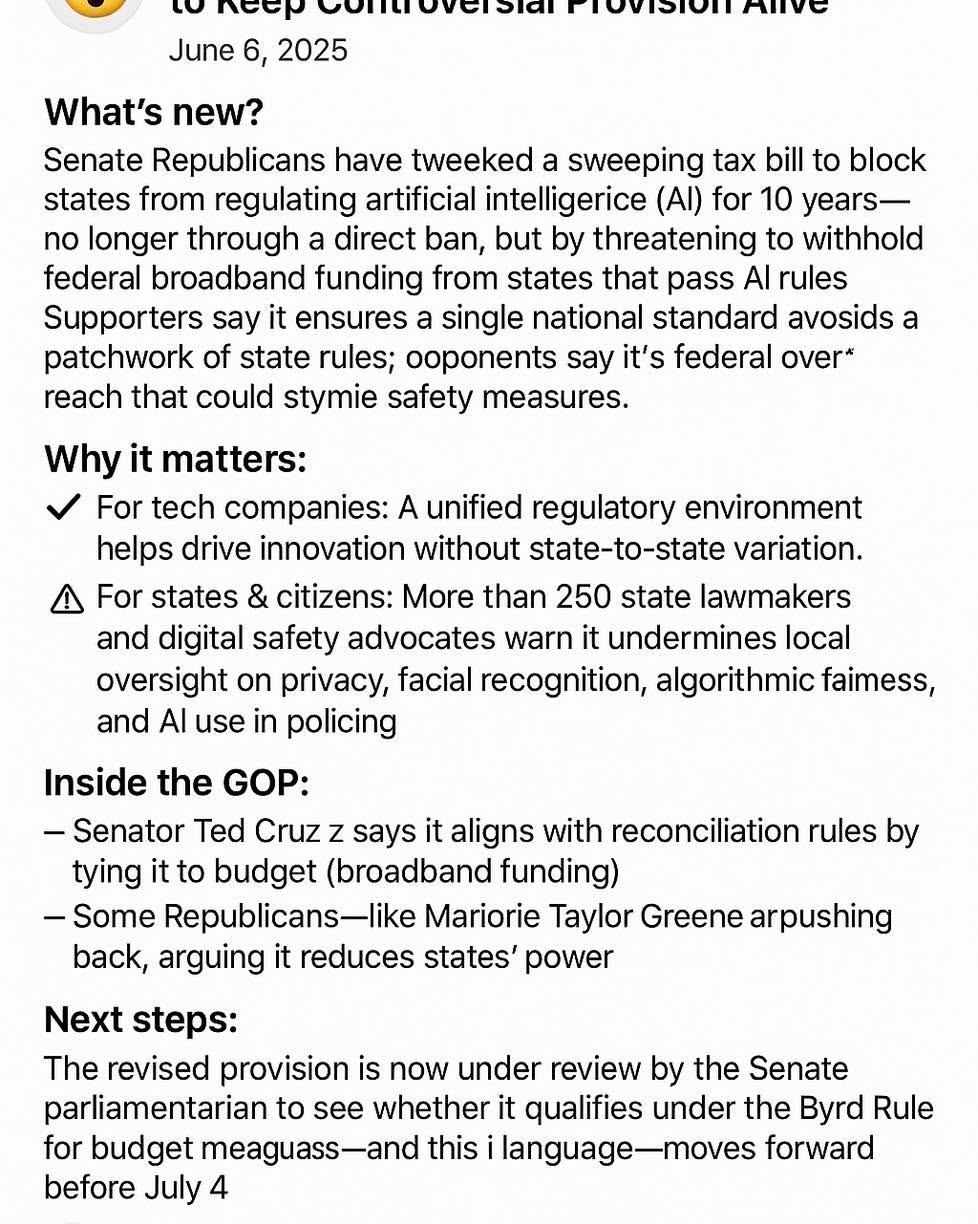 to Keep Controversial Provision Alive
June 6, 2025
What's new?
Senate Republicans have tweeked a sweeping tax bill to block
states from regulating artificial intelligerice (AI) for 10 years—
no longer through a direct ban, but by threatening to withhold
federal broadband funding from states that pass AI rules
Supporters say it ensures a single national standard avosids a
patchwork of state rules; ooponents say it's federal over*
reach that could stymie safety measures.
Why it matters:
✓ For tech companies: A unified regulatory environment
helps drive innovation without state-to-state variation.
⚠ For states & citizens: More than 250 state lawmakers
and digital safety advocates warn it undermines local
oversight on privacy, facial recognition, algorithmic faimess,
and AI use in policing
Inside the GOP:
– Senator Ted Cruz z says it aligns with reconciliation rules by
tying it to budget (broadband funding)
– Some Republicans—like Mariorie Taylor Greene arpushing
back, arguing it reduces states' power
Next steps:
The revised provision is now under review by the Senate
parliamentarian to see whether it qualifies under the Byrd Rule
for budget meaguass—and this i language—moves forward
before July 4